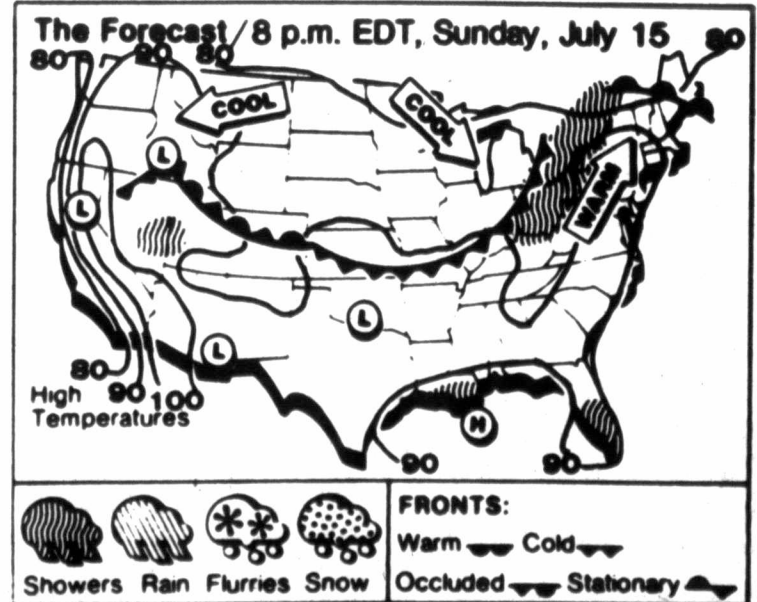 The Forecast/8 p.m. EDT, Sunday, July 15
80 90 80 80
COOL COOL
L
L
WARM
L
L
H
80 90 100
High
Temperatures
90 90
FRONTS:
Warm Cold
Occluded Stationary
Showers Rain Flurries Snow